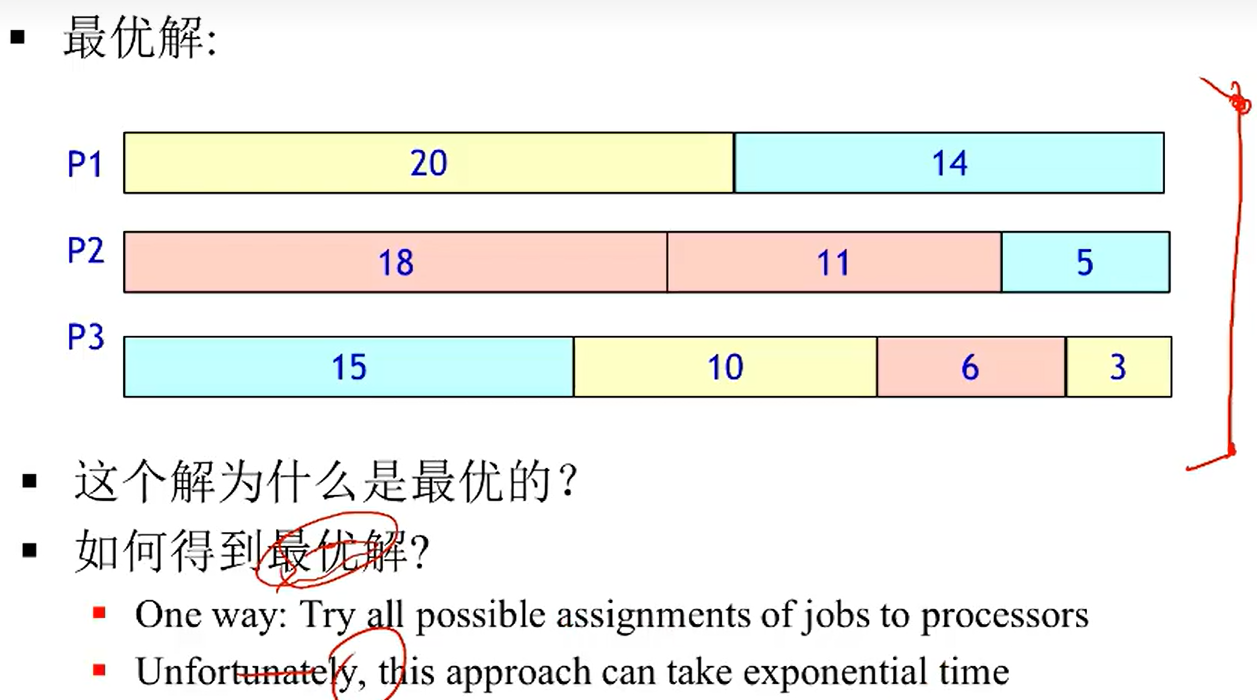 最优解:
P1 20 14
P2 18 11 5
P3 15 10 6 3
这个解为什么是最优的?
如何得到最优解?
One way: Try all possible assignments of jobs to processors
Unfortunately, this approach can take exponential time